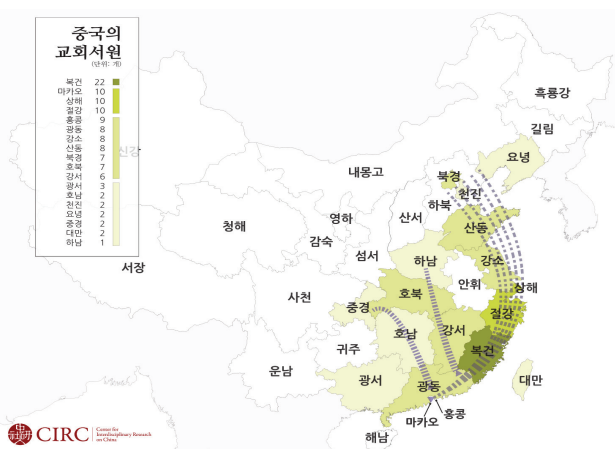 중국의
교회서원
(단위: 개)
복건 22
마카오 10
상해 10
절강 10
홍콩 9
광동 8
강소 8
산동 8
북경 7
호북 7
강서 6
광서 3
호남 2
천진 2
요녕 2
중경 2
대만 2
하남 1
흑룡강
길림
신강
요녕
내몽고
북경
천진
하북
영하
산서
산동
청해
감숙
섬서
하남
강소
서장
안휘
상해
사천
호북
중경
절강
호남
강서
귀주
복건
운남
광서
광동
대만
마카오
홍콩
해남
中研
社所
CIRC
Center for
Interdisciplinary Research
on China